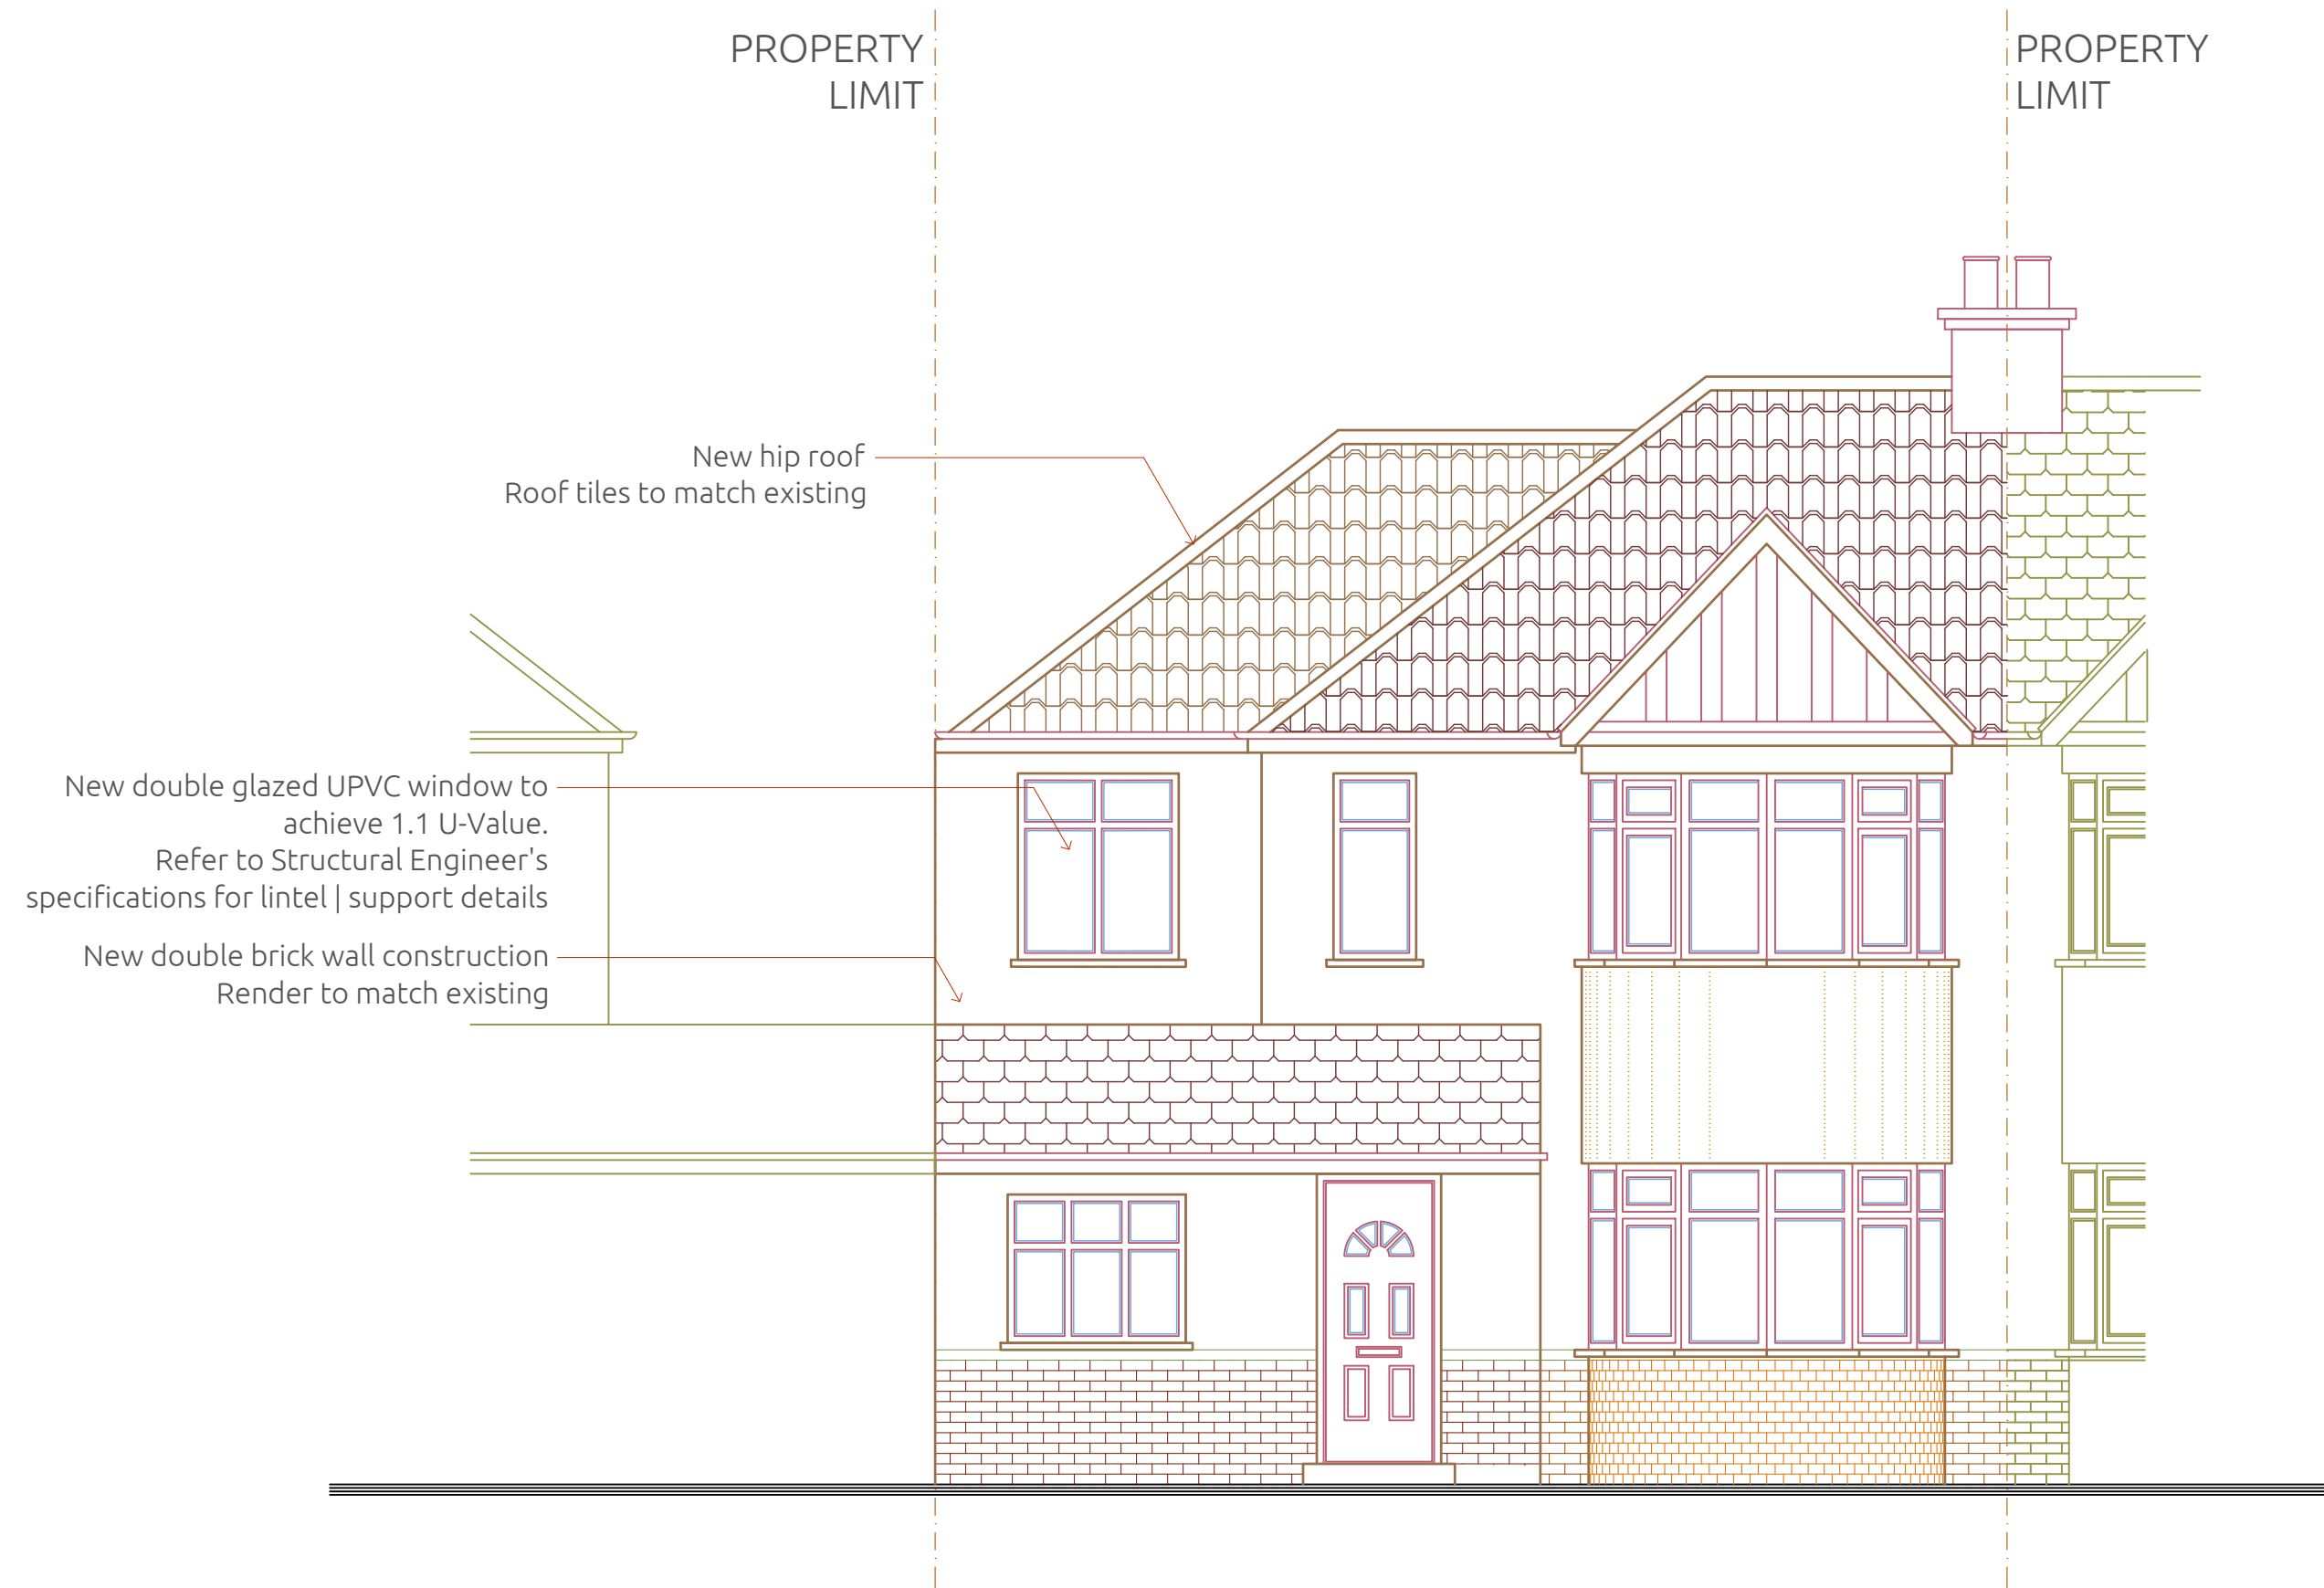 PROPERTY
LIMIT
PROPERTY
LIMIT
New hip roof
Roof tiles to match existing
New double glazed UPVC window to
achieve 1.1 U-Value.
Refer to Structural Engineer's
specifications for lintel | support details
New double brick wall construction
Render to match existing